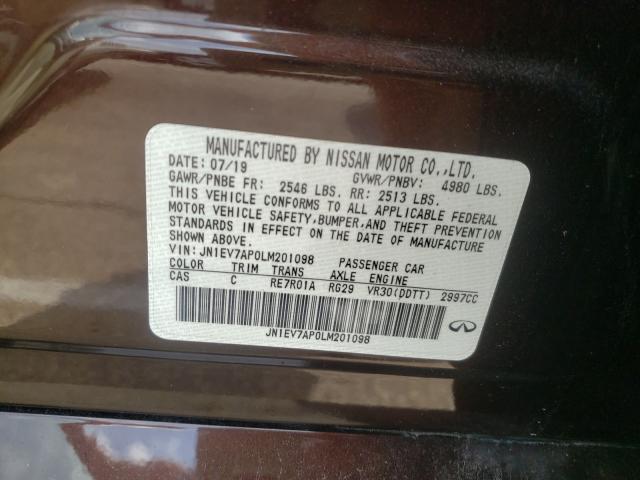 MANUFACTURED BY NISSAN MOTOR CO.,LTD.
DATE: 07/19 GVWR/PNBV: 4980 LBS.
GAWR/PNBE FR: 2546 LBS. RR: 2513 LBS.
THIS VEHICLE CONFORMS TO ALL APPLICABLE FEDERAL
MOTOR VEHICLE SAFETY,BUMPER,AND THEFT PREVENTION
STANDARDS IN EFFECT ON THE DATE OF MANUFACTURE
SHOWN ABOVE.
VIN: JN1EV7AP0LM201098 PASSENGER CAR
COLOR TRIM TRANS AXLE ENGINE
CAS C RE7R01A RG29 VR30(DDTT) 2997CC
JN1EV7AP0LM201098